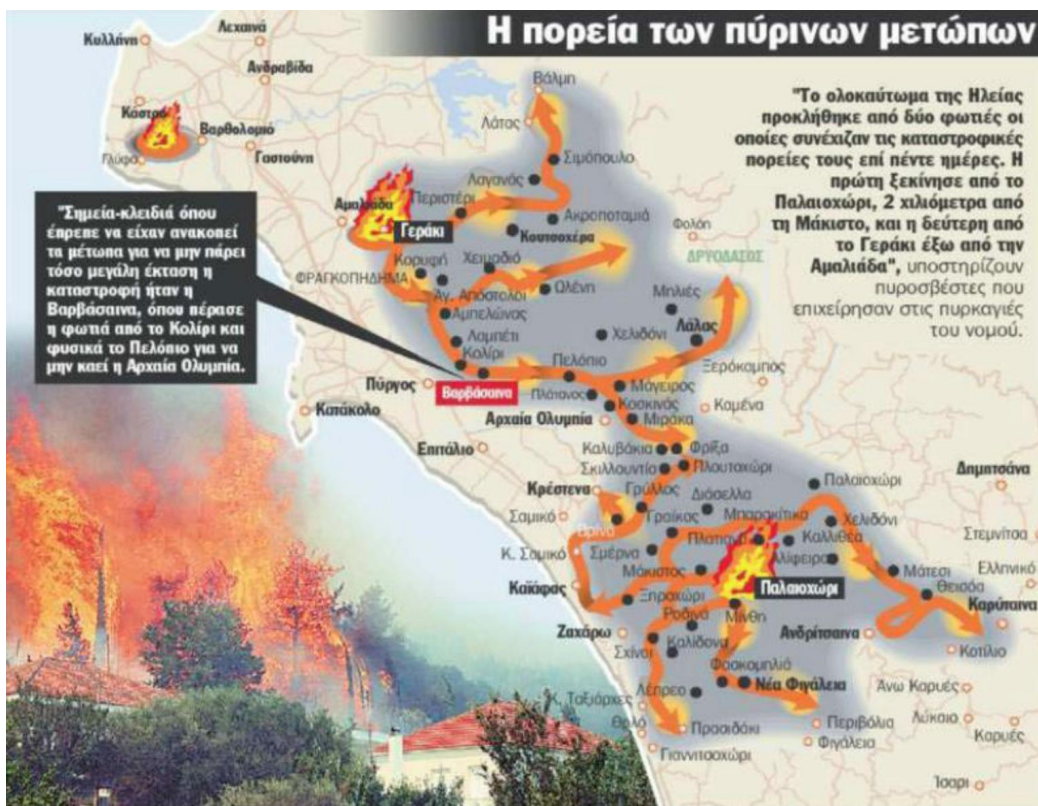 Η πορεία των πύρινων μετώπων
"Το ολοκαύτωμα της Ηλείας
προκλήθηκε από δύο φωτιές οι
οποίες συνέχιζαν τις καταστροφικές
πορείες τους επί πέντε ημέρες. Η
πρώτη ξεκίνησε από το
Παλαιοχώρι, 2 χιλιόμετρα από
τη Μάκιστο, και η δεύτερη από
το Γεράκι έξω από την
Αμαλιάδα", υποστηρίζουν
πυροσβέστες που
επιχείρησαν στις πυρκαγιές
του νομού.
"Σημεία-κλειδιά όπου
έπρεπε να είχαν ανακοπεί
τα μέτωπα για να μην πάρει
τόσο μεγάλη έκταση η
καταστροφή ήταν η
Βαρβάσαινα, όπου πέρασε
η φωτιά από το Κολίρι και
φυσικά το Πελόπιο για να
μην καεί η Αρχαία Ολυμπία.
Κυλλήνη
Λεχαινά
Ανδραβίδα
Κάστρο
Βαρθολομιό
Γλύφα
Γαστούνη
Βάλμη
Λάτας
Σιμόπουλο
Λαγανάς
Περιστέρι
Αμαλιάδα
Γεράκι
Ακροποταμιά
Κουτσοχέρα
Φολόη
ΔΡΥΟΔΑΣΟΣ
Κορυφή
Χειμαδιό
ΦΡΑΓΚΟΠΗΔΗΜΑ
Αγ. Απόστολοι
Ωλένη
Μηλιές
Αμπελώνας
Λαμπέτι
Χελιδόνι
Λάλας
Κολίρι
Πελόπιο
Ξερόκαμπος
Πύργος
Βαρβάσαινα
Πλάτανος
Μάγειρος
Κοσκινάς
Καμένα
Κατάκολο
Αρχαία Ολυμπία
Μιράκα
Επιτάλιο
Καλυβάκια
Φρίξα
Σκιλλουντία
Πλουτοχώρι
Δημητσάνα
Κρέστενα
Γρύλλος
Διάσελλα
Παλαιοχώρι
Σαμικό
Γραίκας
Μπαρακίτικα
Χελιδόνι
Βρίνα
Στεμνίτσα
Κ. Σαμικό
Σμέρνα
Πλατιάνα
Καλλιθέα
Αλίφειρα
Ελληνικό
Καϊάφας
Μάκιστος
Παλαιοχώρι
Μάτεσι
Θεισόα
Ξηροχώρι
Καρύταινα
Ροδινά
Μίνθη
Ζαχάρω
Καλίδονα
Ανδρίτσαινα
Σχίνοι
Κοτίλιο
Φασκομηλιά
Λέπρεο
Νέα Φιγάλεια
Άνω Καρυές
Κ. Ταξιάρχες
Θολό
Πρασιδάκι
Περιβόλια
Λύκαιο
Καρυές
Γιαννιτσοχώρι
Φιγάλεια
Ίσαρι